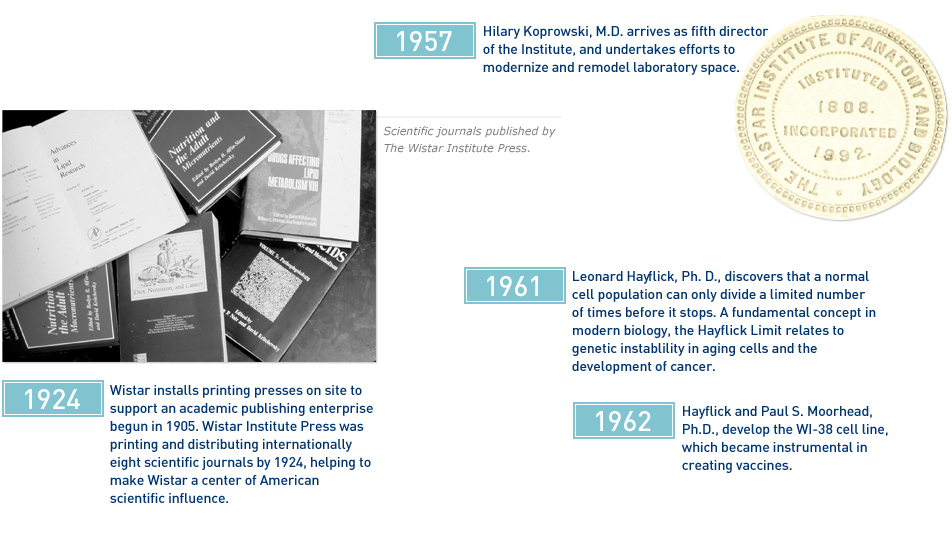 1957
Hilary Koprowski, M.D. arrives as fifth director
of the Institute, and undertakes efforts to
modernize and remodel laboratory space.
THE WISTAR INSTITUTE OF ANATOMY AND BIOLOGY
INSTITUTED
1808.
INCORPORATED
1892.
Scientific journals published by
The Wistar Institute Press.
Advances
in
Lipid
Research
Nutrition and
the Adult
Micronutrients
DRUGS AFFECTING
LIPID
METABOLISM VIII
Diet, Nutrition, and Cancer
VOLUME I: Pathophysiology
Edited by
and David Kritchevsky
Nutrition
the Adult
Macronutrients
1961
Leonard Hayflick, Ph. D., discovers that a normal
cell population can only divide a limited number
of times before it stops. A fundamental concept in
modern biology, the Hayflick Limit relates to
genetic instablility in aging cells and the
development of cancer.
1924
Wistar installs printing presses on site to
support an academic publishing enterprise
begun in 1905. Wistar Institute Press was
printing and distributing internationally
eight scientific journals by 1924, helping to
make Wistar a center of American
scientific influence.
1962
Hayflick and Paul S. Moorhead,
Ph.D., develop the WI-38 cell line,
which became instrumental in
creating vaccines.